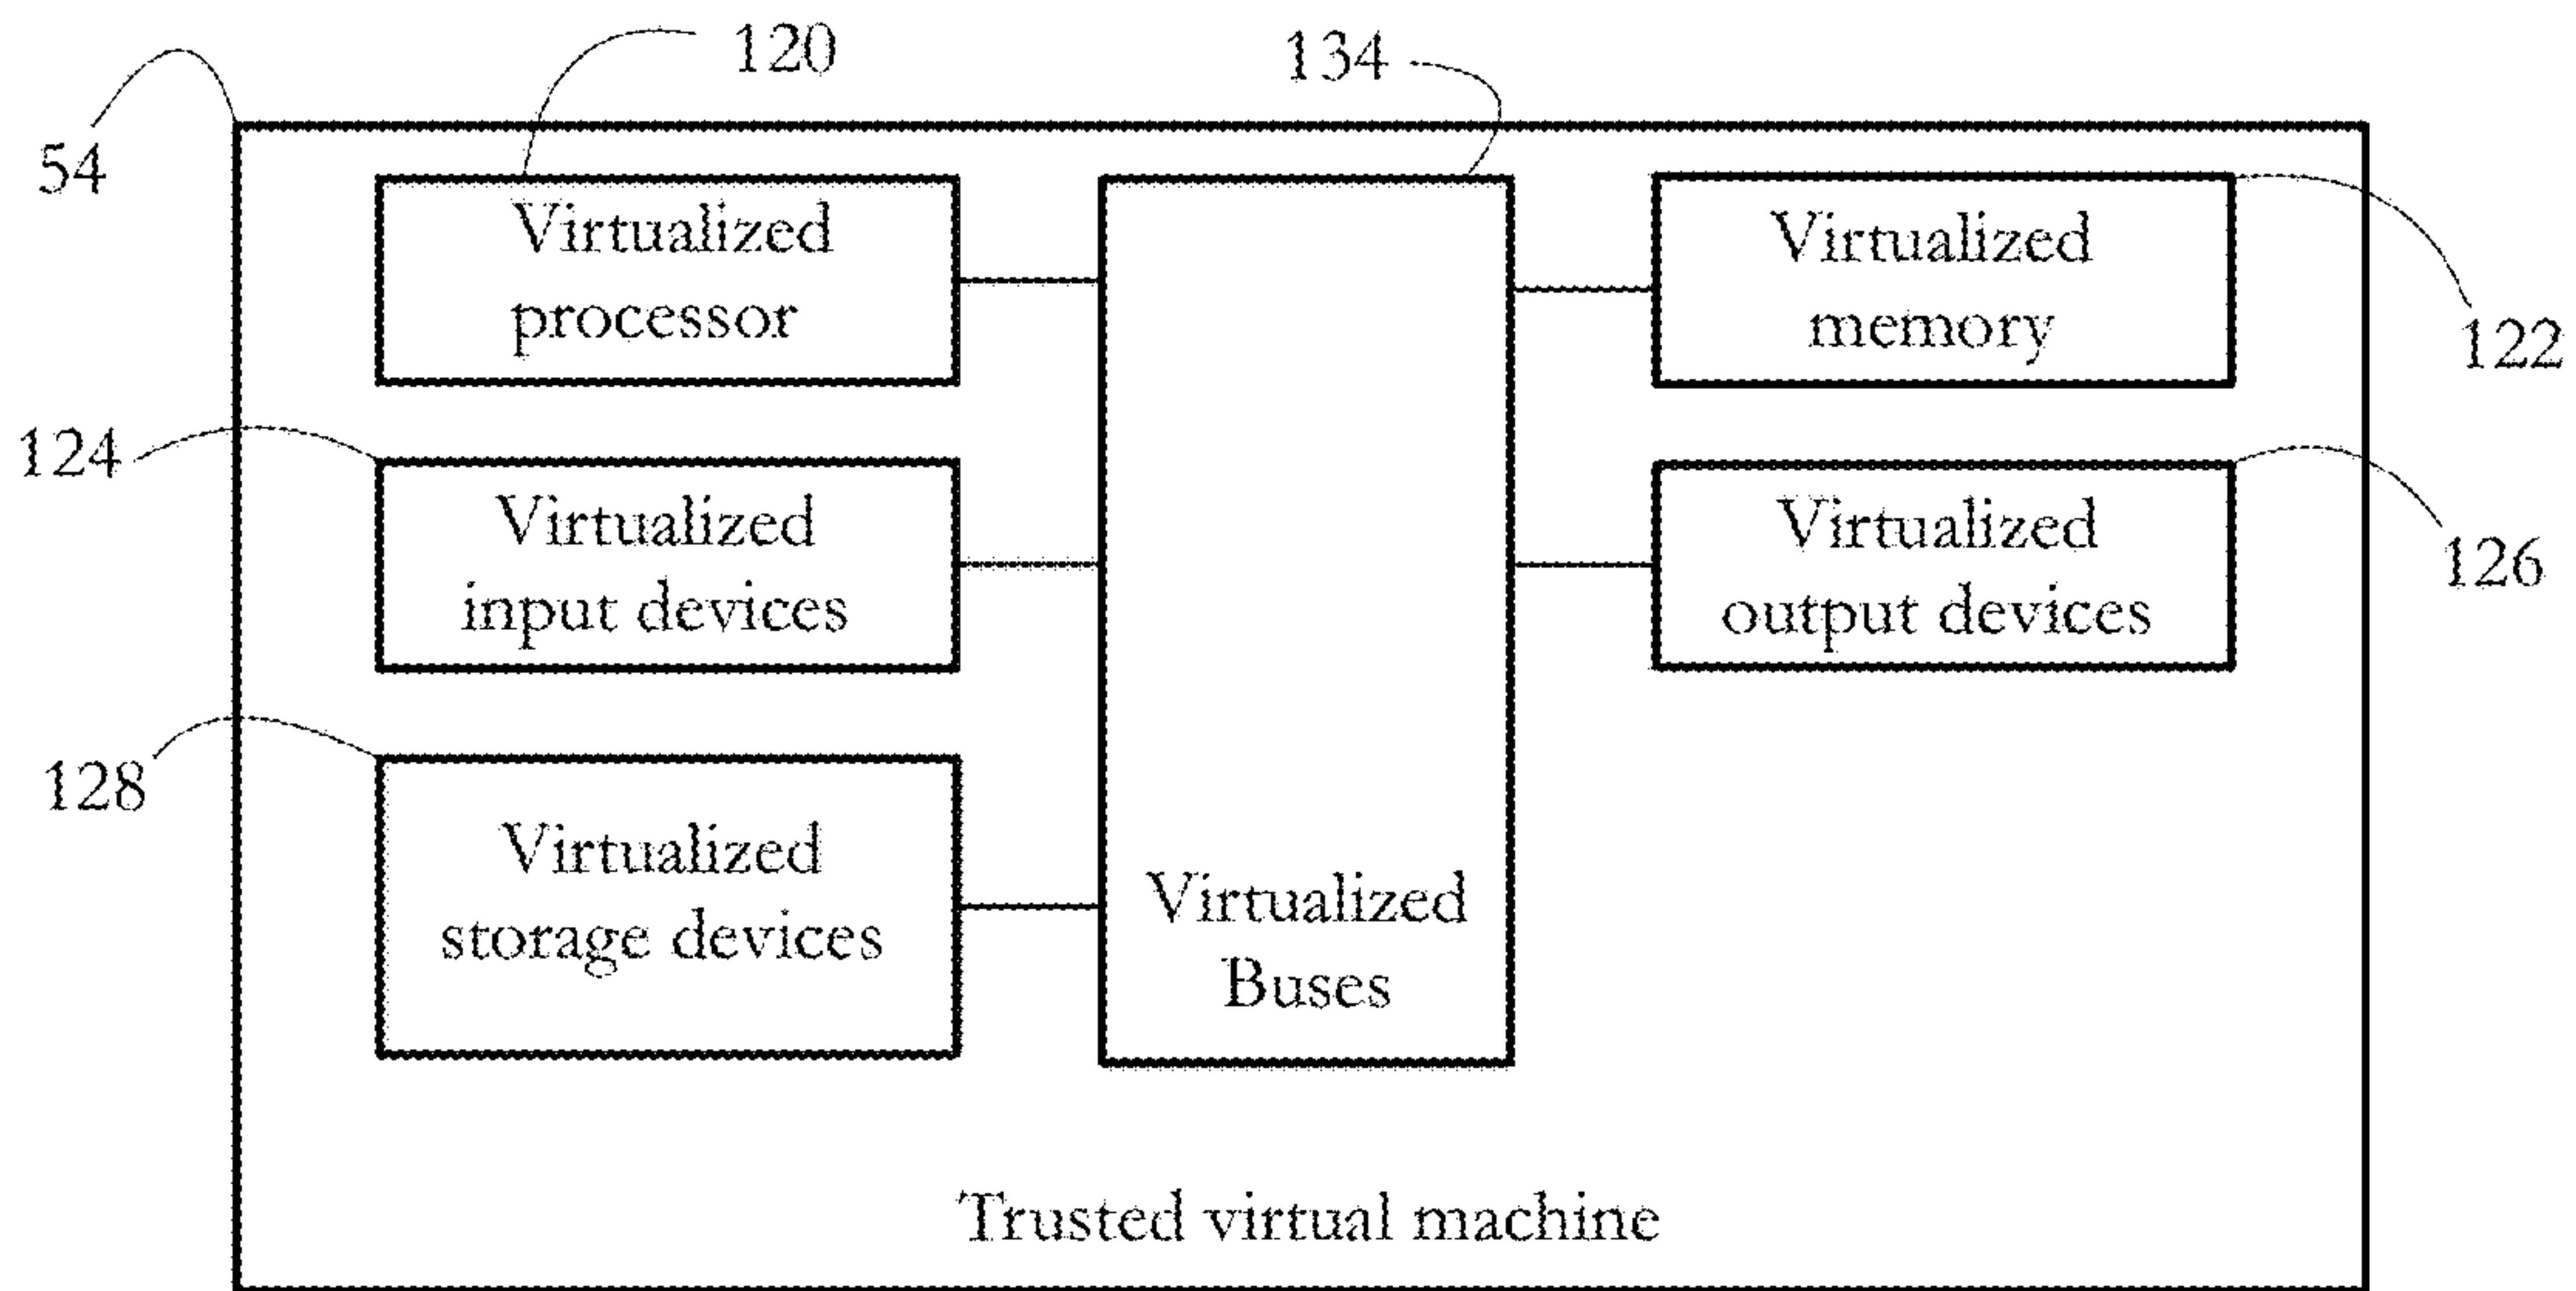 120
134
54
Virtualized
processor
Virtualized
memory
122
124
Virtualized
input devices
Virtualized
output devices
126
128
Virtualized
storage devices
Virtualized
Buses
Trusted virtual machine